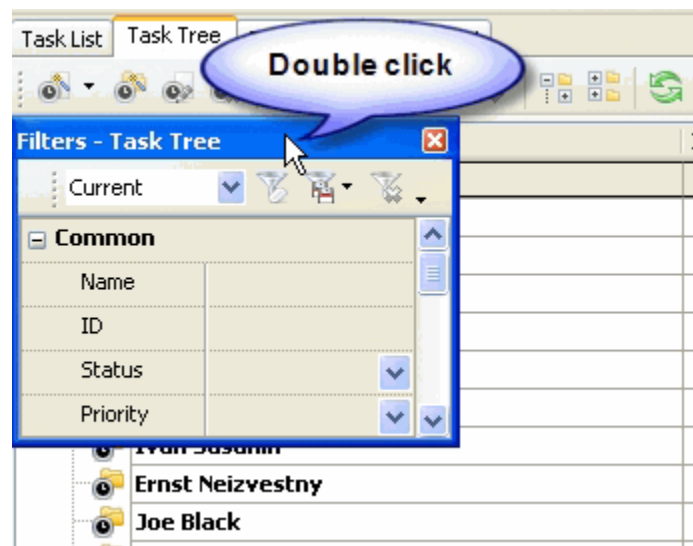 Task List
Task Tree
Double click
Filters - Task Tree
Current
Common
Name
ID
Status
Priority
Ernst Neizvestny
Joe Black